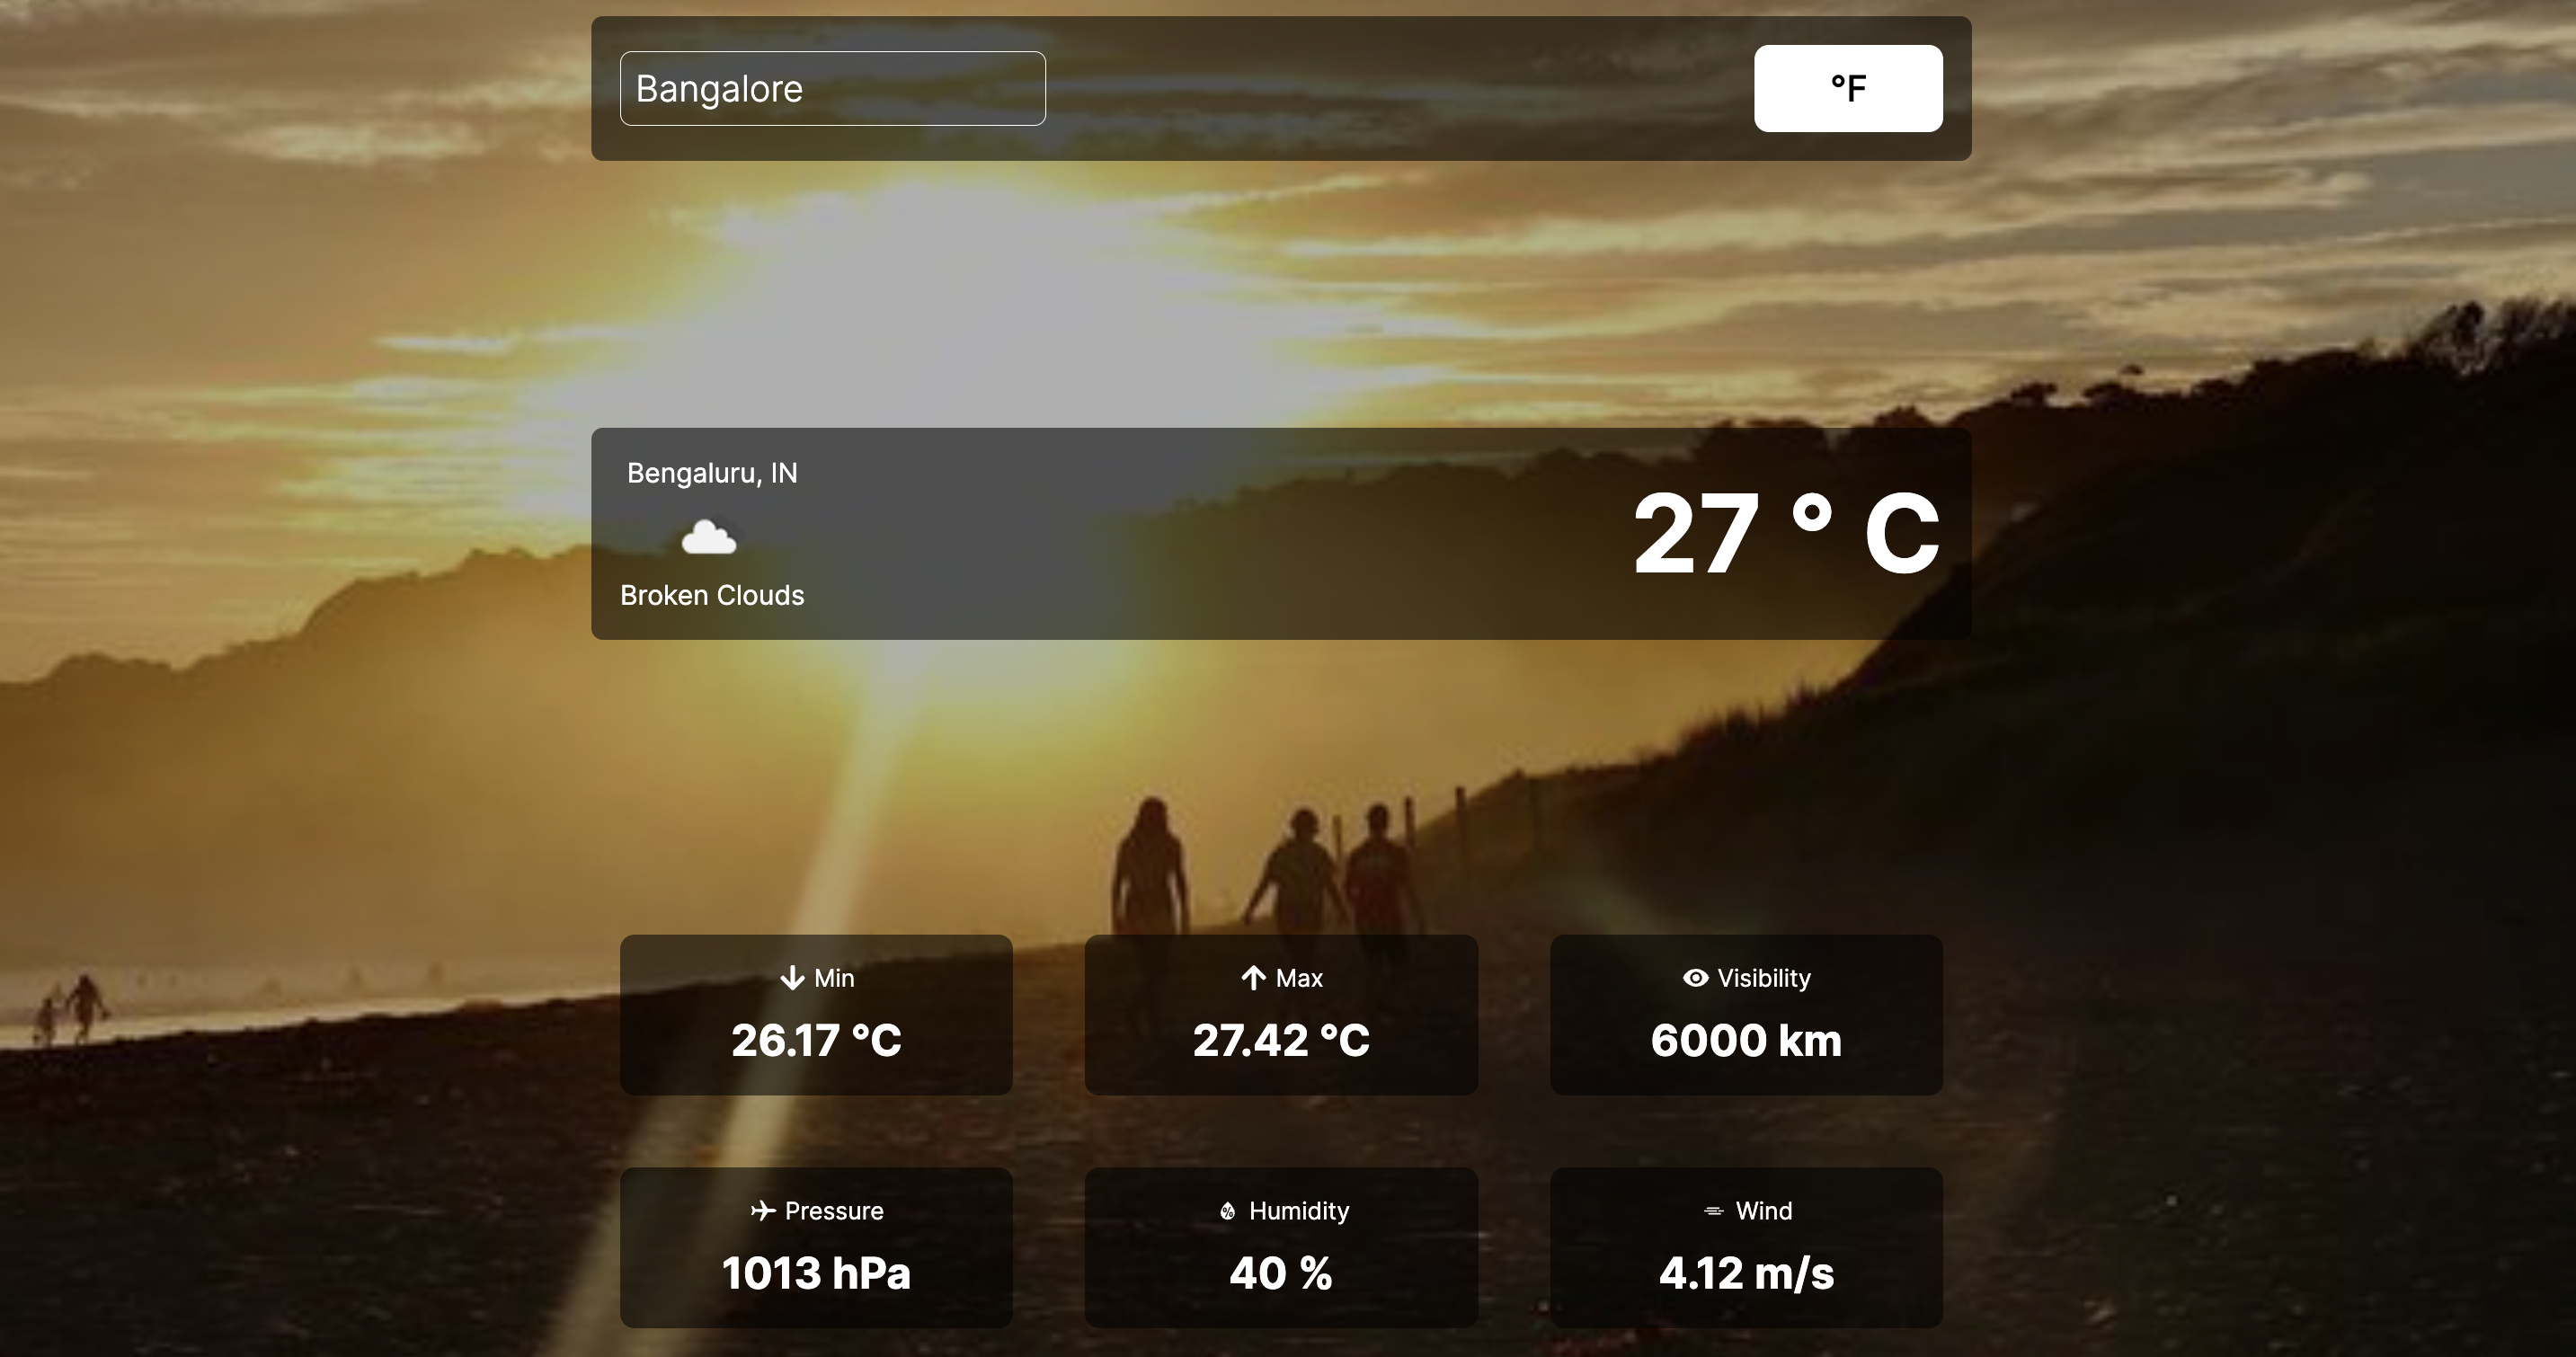 Bangalore
°F
Bengaluru, IN
Broken Clouds
27 ° C
Min
26.17 °C
Max
27.42 °C
Visibility
6000 km
Pressure
1013 hPa
Humidity
40 %
Wind
4.12 m/s